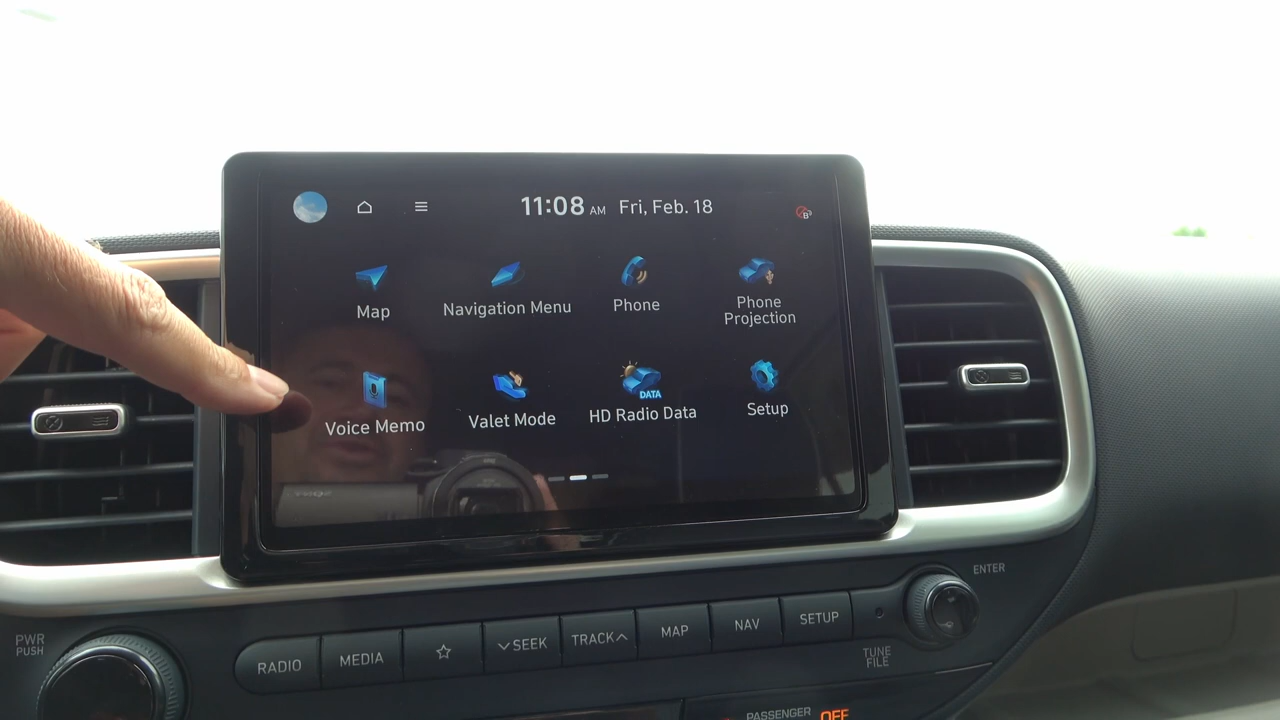 11:08 AM Fri, Feb. 18
Map
Navigation Menu
Phone
Phone
Projection
Voice Memo
Valet Mode
DATA
HD Radio Data
Setup
ENTER
PWR
PUSH
RADIO
MEDIA
SEEK
TRACK
MAP
NAV
SETUP
TUNE
FILE
PASSENGER
OFF